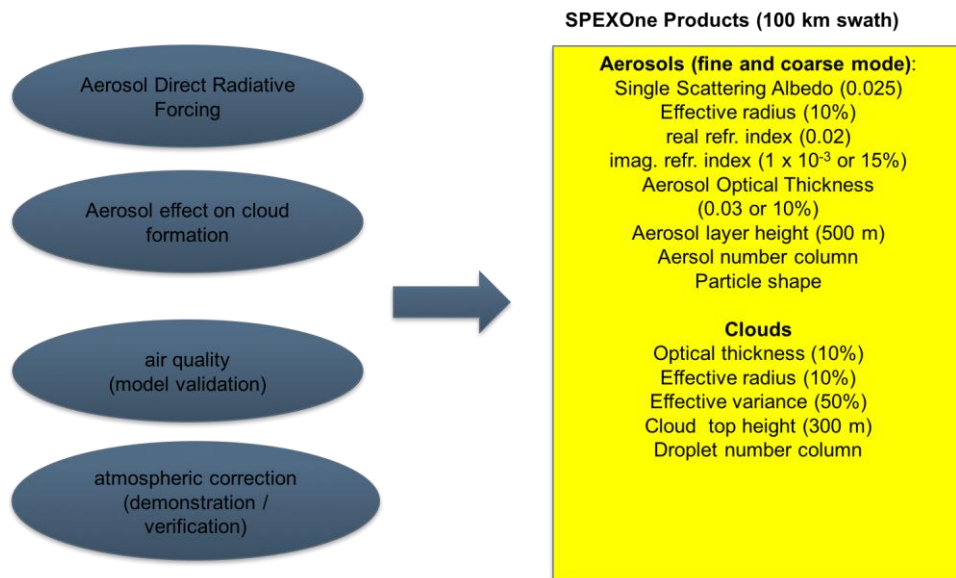 SPEXOne Products (100 km swath)
Aerosol Direct Radiative
Forcing
Aerosol effect on cloud
formation
air quality
(model validation)
atmospheric correction
(demonstration /
verification)
Aerosols (fine and coarse mode):
Single Scattering Albedo (0.025)
Effective radius (10%)
real refr. index (0.02)
imag. refr. index (1 x 10⁻³ or 15%)
Aerosol Optical Thickness
(0.03 or 10%)
Aerosol layer height (500 m)
Aersol number column
Particle shape
Clouds
Optical thickness (10%)
Effective radius (10%)
Effective variance (50%)
Cloud top height (300 m)
Droplet number column